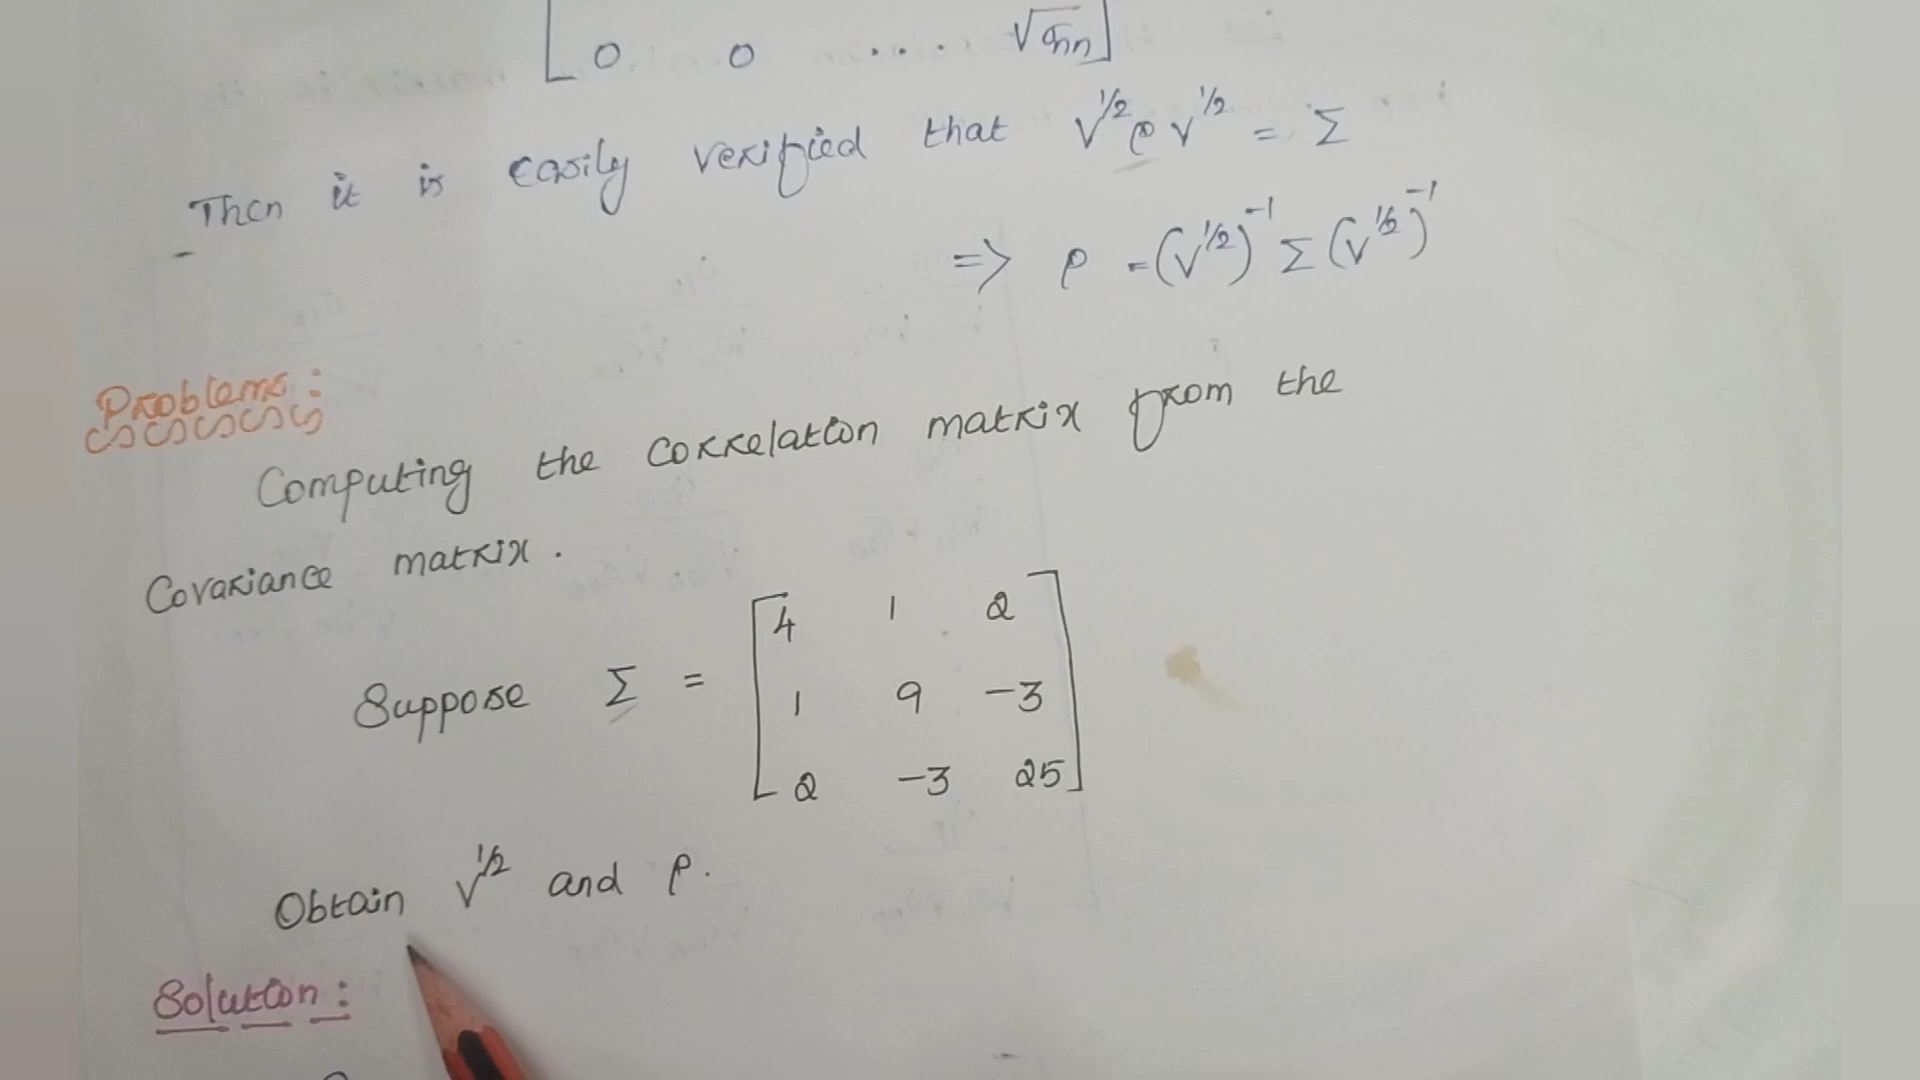 0 0 ... √σnn
Then it is easily verified that V^1/2 ρ V^1/2 = Σ
=> ρ = (V^1/2)^-1 Σ (V^1/2)^-1
Problems:
Computing the correlation matrix from the
Covariance matrix.
4 1 2
Suppose Σ = 1 9 -3
2 -3 25
Obtain V^1/2 and ρ.
Solution: